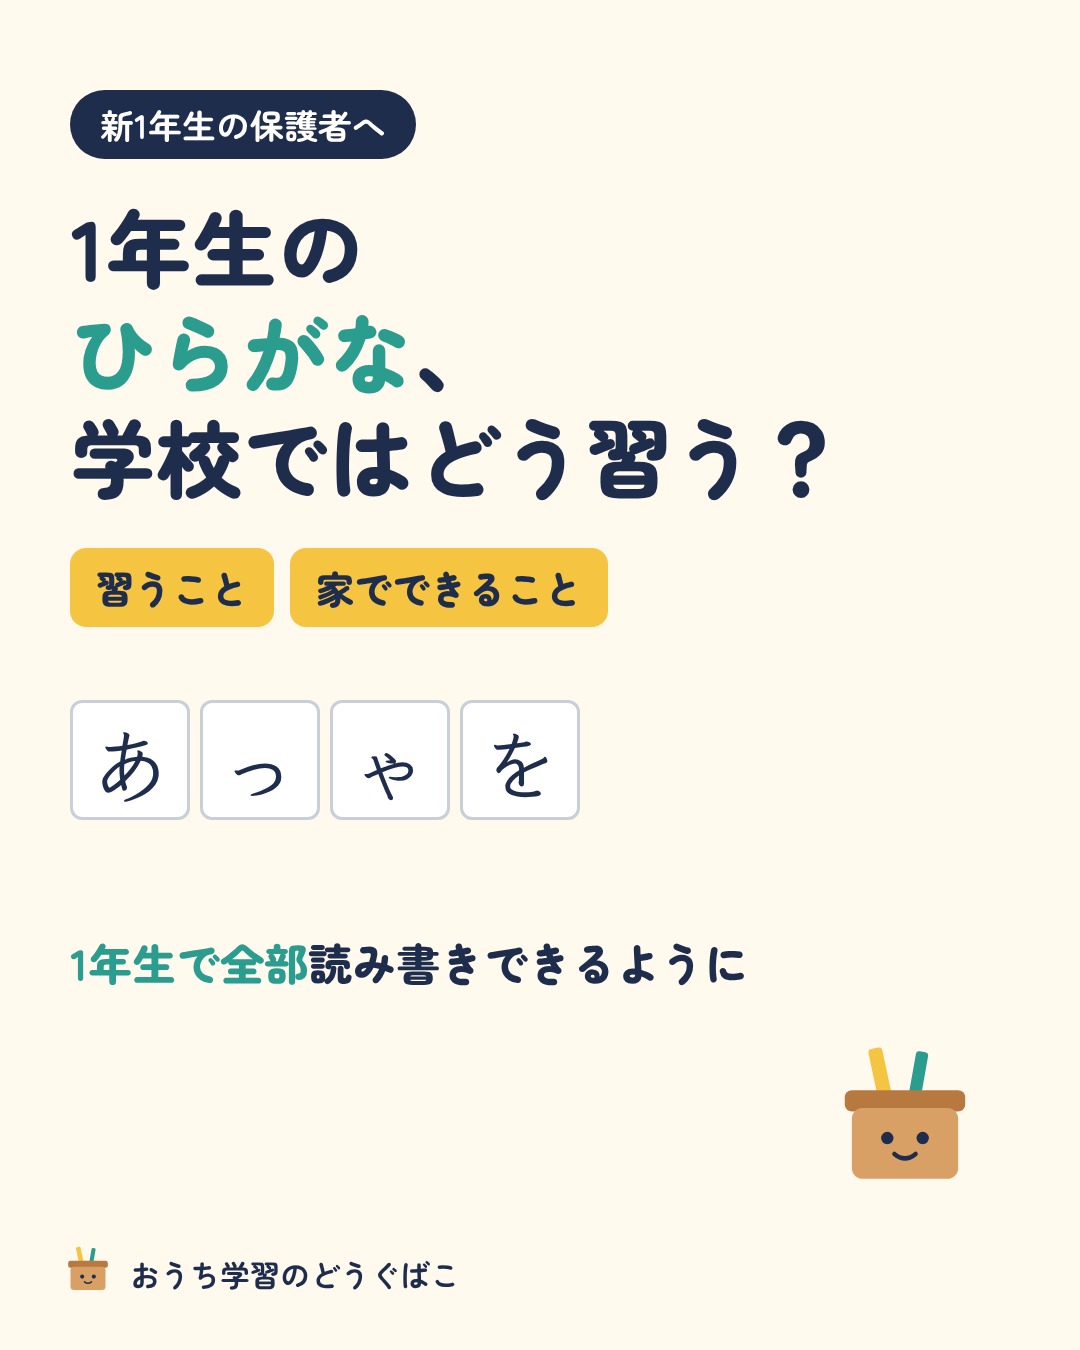 新1年生の保護者へ
1年生の
ひらがな、
学校ではどう習う？
習うこと 家でできること
あ っ ゃ を
1年生で全部読み書きできるように
おうち学習のどうぐばこ